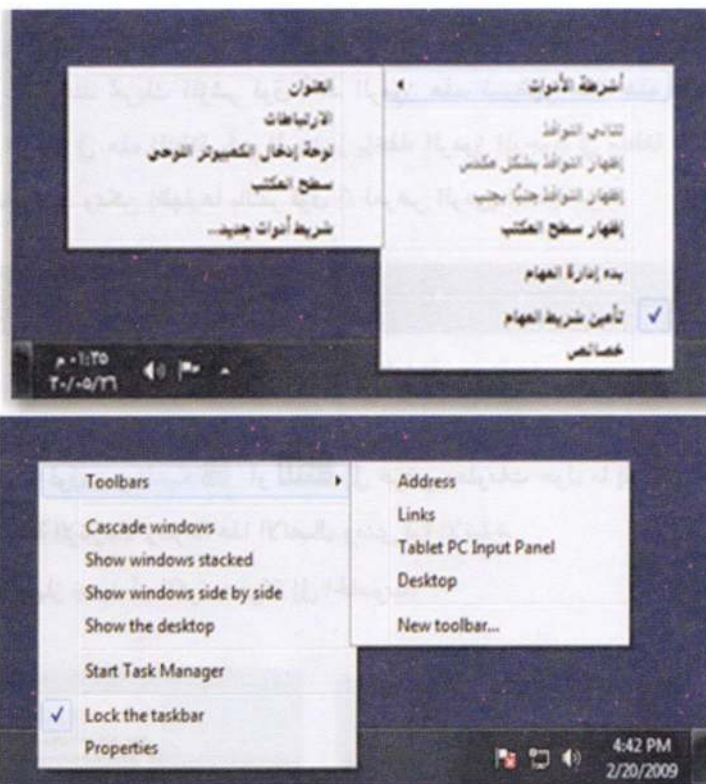 أشرطة الأدوات
تتالي النوافذ
إظهار النوافذ بشكل مكدس
إظهار النوافذ جنبًا لجنب
إظهار سطح المكتب
بدء إدارة المهام
تأمين شريط المهام
خصائص
العنوان
الارتباطات
لوحة إدخال الكمبيوتر اللوحي
سطح المكتب
شريط أدوات جديد...
٠١:٣٥ م
Toolbars
Cascade windows
Show windows stacked
Show windows side by side
Show the desktop
Start Task Manager
Lock the taskbar
Properties
Address
Links
Tablet PC Input Panel
Desktop
New toolbar...
4:42 PM
2/20/2009